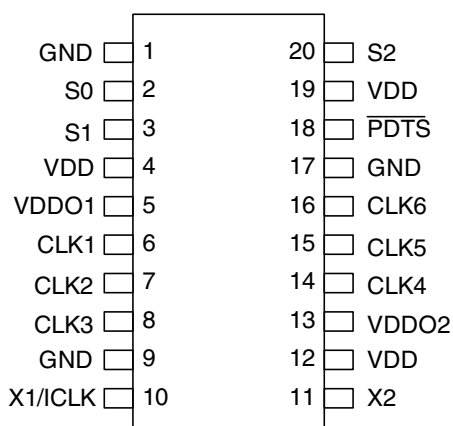 GND 1 20 S2
S0 2 19 VDD
S1 3 18 PDTS
VDD 4 17 GND
VDDO1 5 16 CLK6
CLK1 6 15 CLK5
CLK2 7 14 CLK4
CLK3 8 13 VDDO2
GND 9 12 VDD
X1/ICLK 10 11 X2